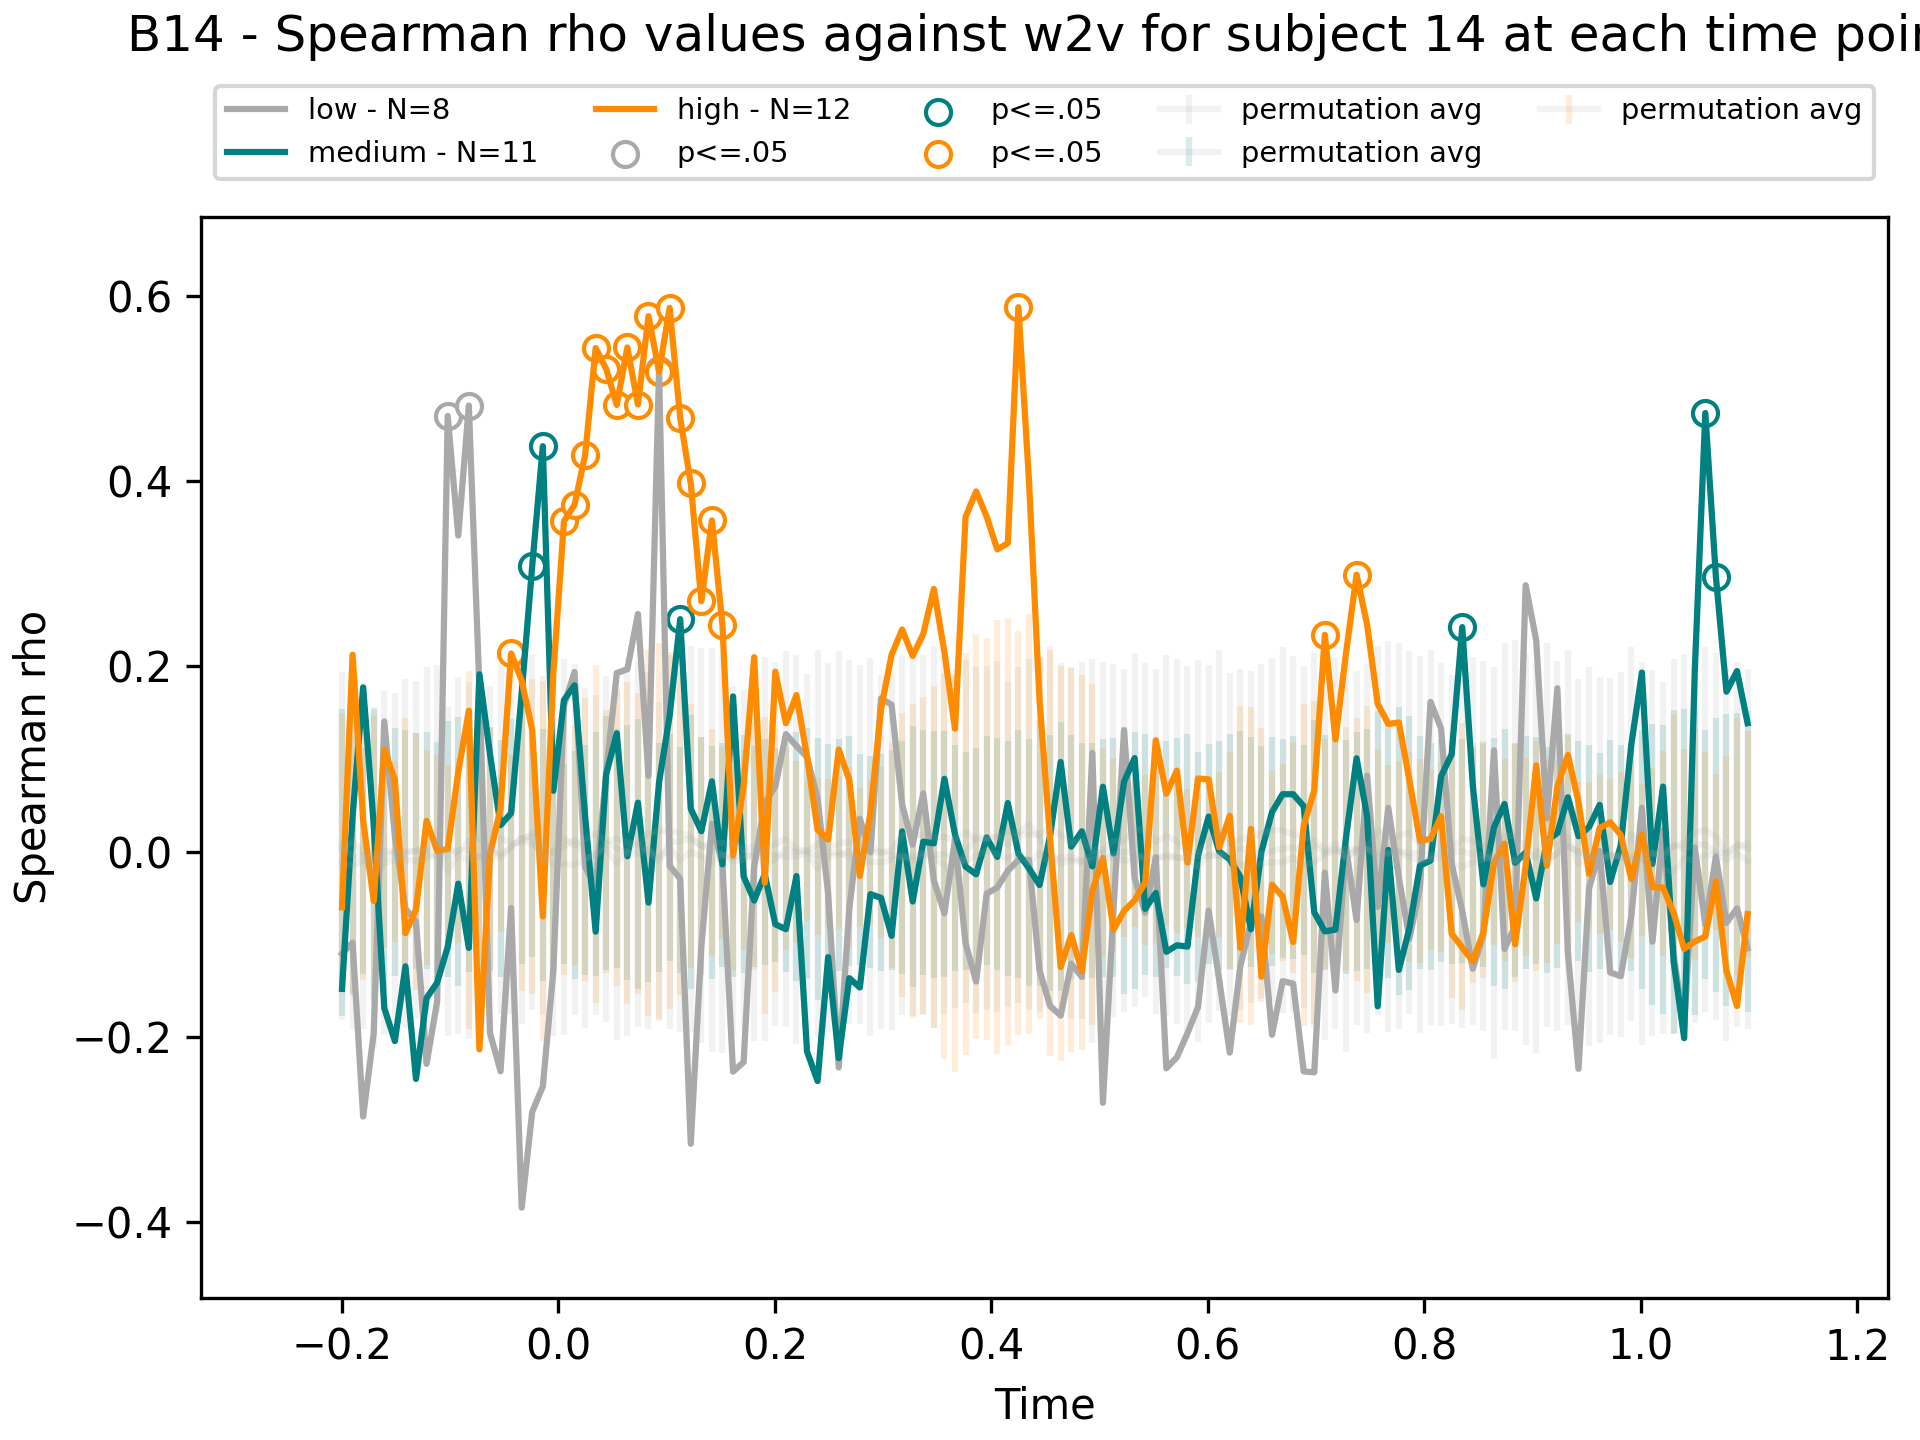 B14 - Spearman rho values against w2v for subject 14 at each time
low - N=8 high - N=12 p<=.05 permutation avg permutation avg
medium - N=11 p<=.05 p<=.05 permutation avg
Spearman rho
0.6
0.4
0.2
0.0
−0.2
−0.4
−0.2 0.0 0.2 0.4 0.6 0.8 1.0 1.2
Time